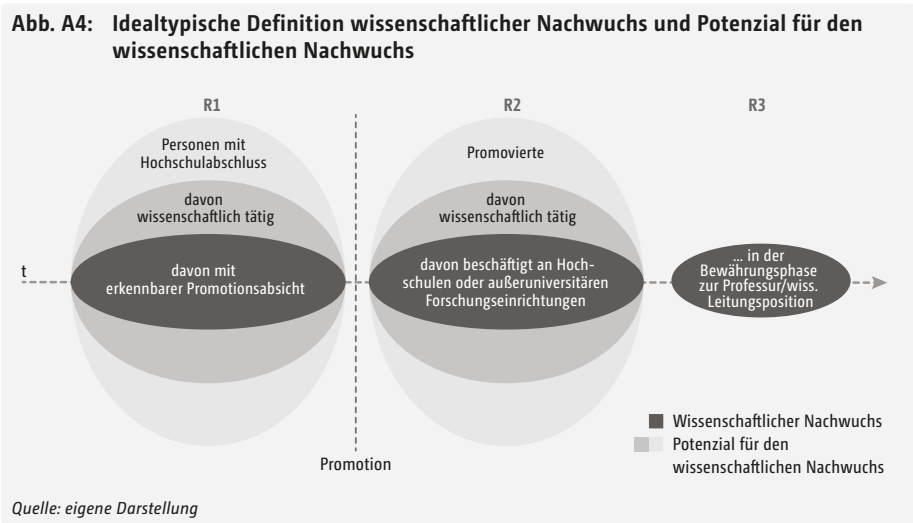 Abb. A4: Idealtypische Definition wissenschaftlicher Nachwuchs und Potenzial für den
wissenschaftlichen Nachwuchs
R1
R2
R3
Personen mit
Hochschulabschluss
davon
wissenschaftlich tätig
davon mit
erkennbarer Promotionsabsicht
Promovierte
davon
wissenschaftlich tätig
davon beschäftigt an Hoch-
schulen oder außeruniversitären
Forschungseinrichtungen
... in der
Bewährungsphase
zur Professur/wiss.
Leitungsposition
t
Promotion
Wissenschaftlicher Nachwuchs
Potenzial für den
wissenschaftlichen Nachwuchs
Quelle: eigene Darstellung